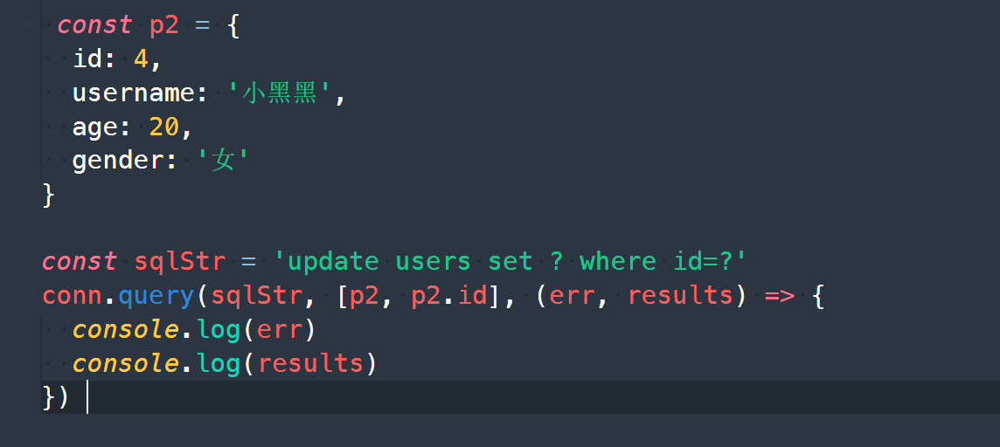 const p2 = {
  id: 4,
  username: '小黑黑',
  age: 20,
  gender: '女'
}
const sqlStr = 'update users set ? where id=?'
conn.query(sqlStr, [p2, p2.id], (err, results) => {
  console.log(err)
  console.log(results)
})